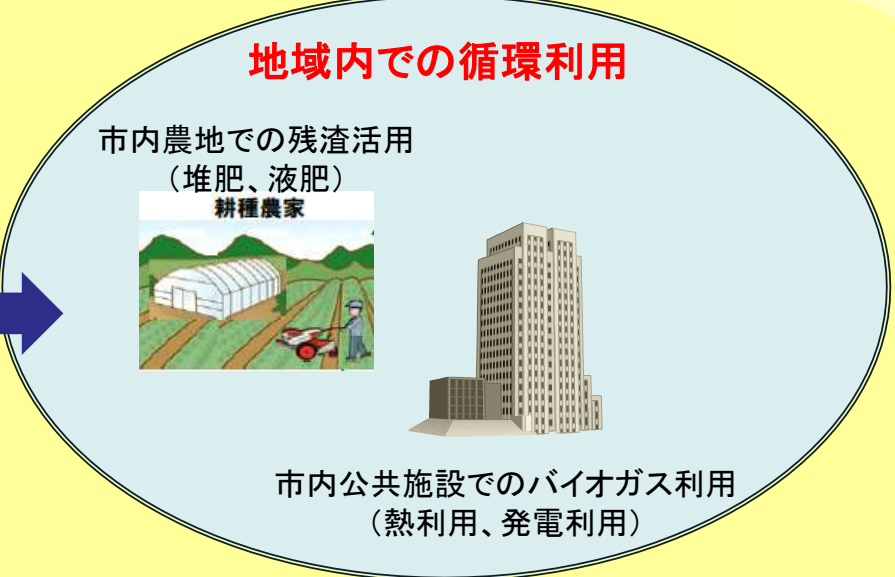 地域内での循環利用
市内農地での残渣活用
（堆肥、液肥）
耕種農家
市内公共施設でのバイオガス利用
（熱利用、発電利用）